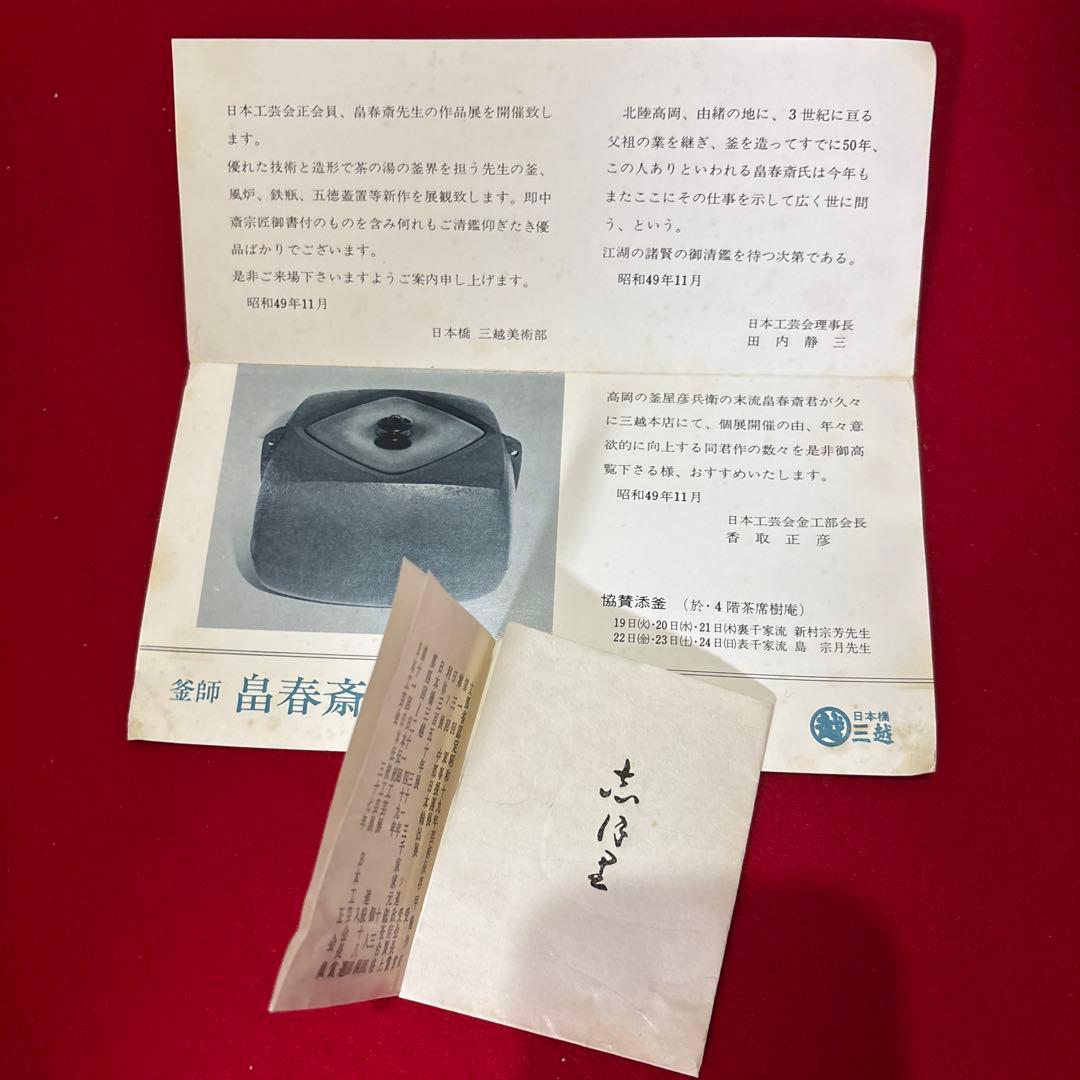 日本工芸会正会員、畠春斎先生の作品展を開催致し
ます。
優れた技術と造形で茶の湯の釜界を担う先生の釜、
風炉、鉄瓶、五徳蓋置等新作を展観致します。即中
斎宗匠御書付のものを含み何れもご清鑑仰ぎたき優
品ばかりでございます。
是非ご来場下さいますようご案内申し上げます。
昭和49年11月
日本橋 三越美術部
北陸高岡、由緒の地に、3世紀に亘る
父祖の業を継ぎ、釜を造ってすでに50年、
この人ありといわれる畠春斎氏は今年も
またここにその仕事を示して広く世に問
う、という。
江湖の諸賢の御清鑑を待つ次第である。
昭和49年11月
日本工芸会理事長
田内静三
高岡の釜屋彦兵衛の末流畠春斎君が久々
に三越本店にて、個展開催の由、年々意
欲的に向上する同君作の数々を是非御高
覧下さる様、おすすめいたします。
昭和49年11月
日本工芸会金工部会長
香取正彦
協賛添釜 (於・4階茶席樹庵)
19日(火)・20日(水)・21日(木)裏千家流 新村宗芳先生
22日(金)・23日(土)・24日(日)表千家流 島 宗月先生
釜師 畠春斎
日本橋
三越